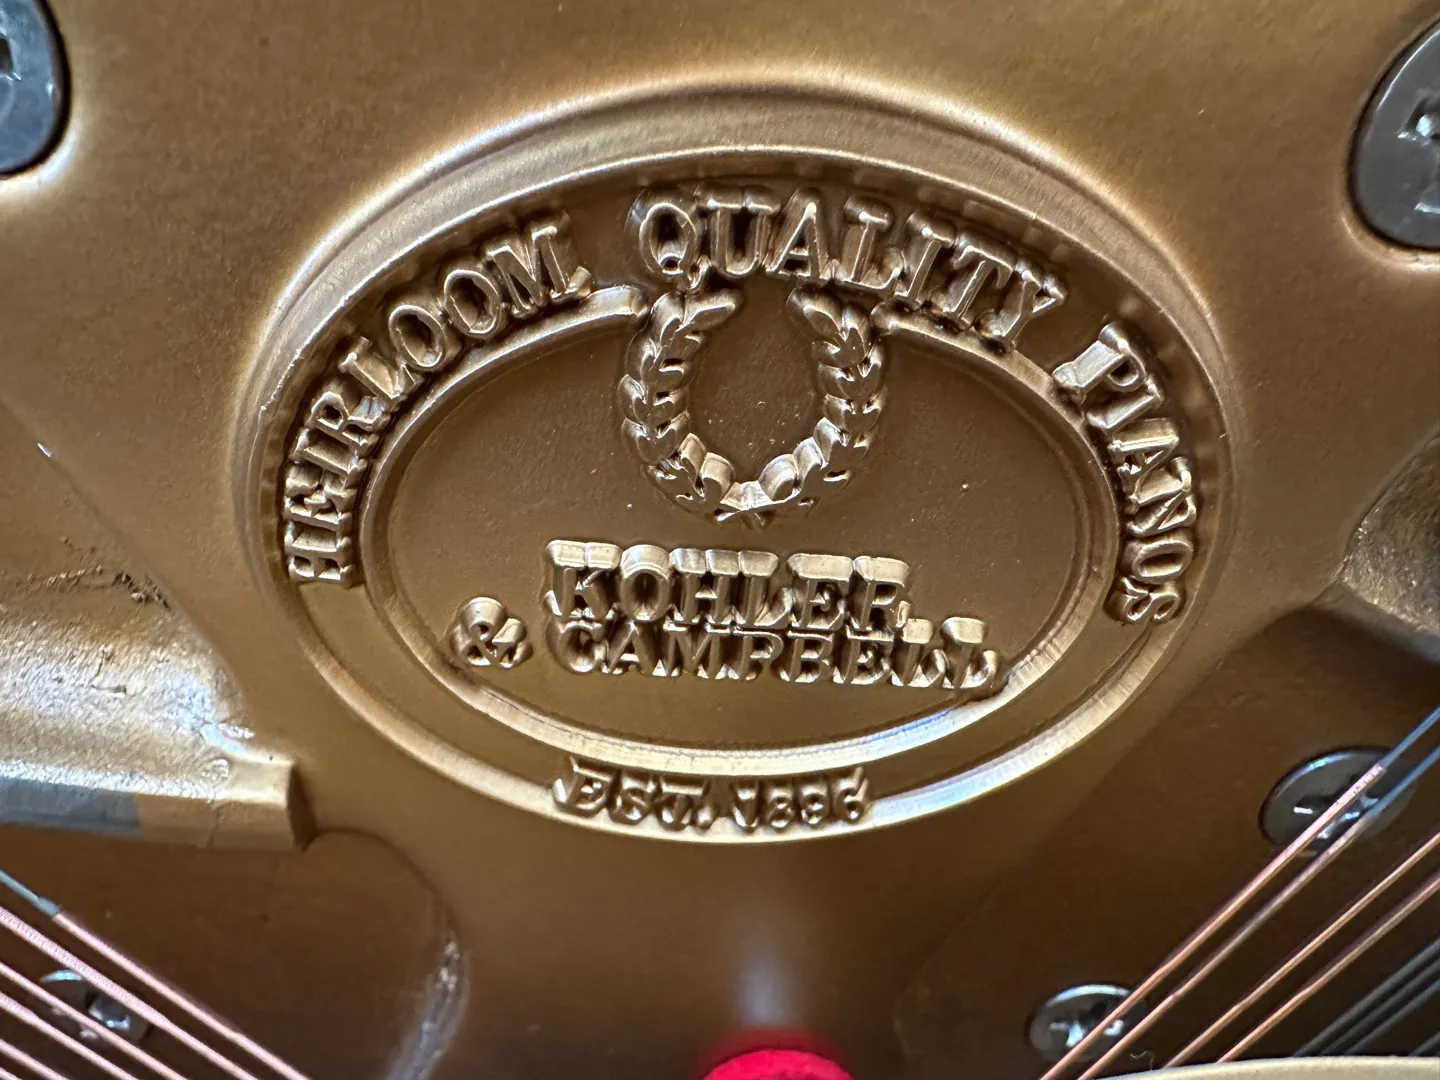 HEIRLOOM QUALITY PIANOS
KOHLER
& CAMPBELL
EST. 1896